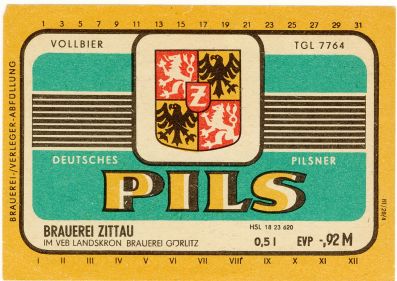 1 3 5 7 9 11 13 15 17 19 21 23 25 27 29 31
VOLLBIER
TGL 7764
Z
BRAUEREI-/VERLEGER-ABFÜLLUNG
DEUTSCHES
PILSNER
PILS
BRAUEREI ZITTAU
IM VEB LANDSKRON BRAUEREI GÖRLITZ
HSL 18 23 620
0,5 l EVP -,92 M
I II III IV V VI VII VIII IX X XI XII